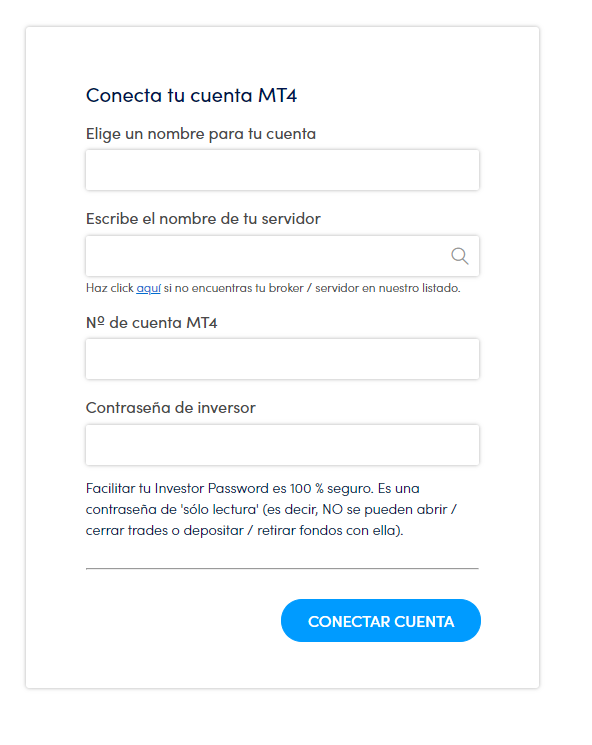 Conecta tu cuenta MT4
Elige un nombre para tu cuenta
Escribe el nombre de tu servidor
Haz click aquí si no encuentras tu broker / servidor en nuestro listado.
Nº de cuenta MT4
Contraseña de inversor
Facilitar tu Investor Password es 100 % seguro. Es una
contraseña de 'sólo lectura' (es decir, NO se pueden abrir /
cerrar trades o depositar / retirar fondos con ella).
CONECTAR CUENTA